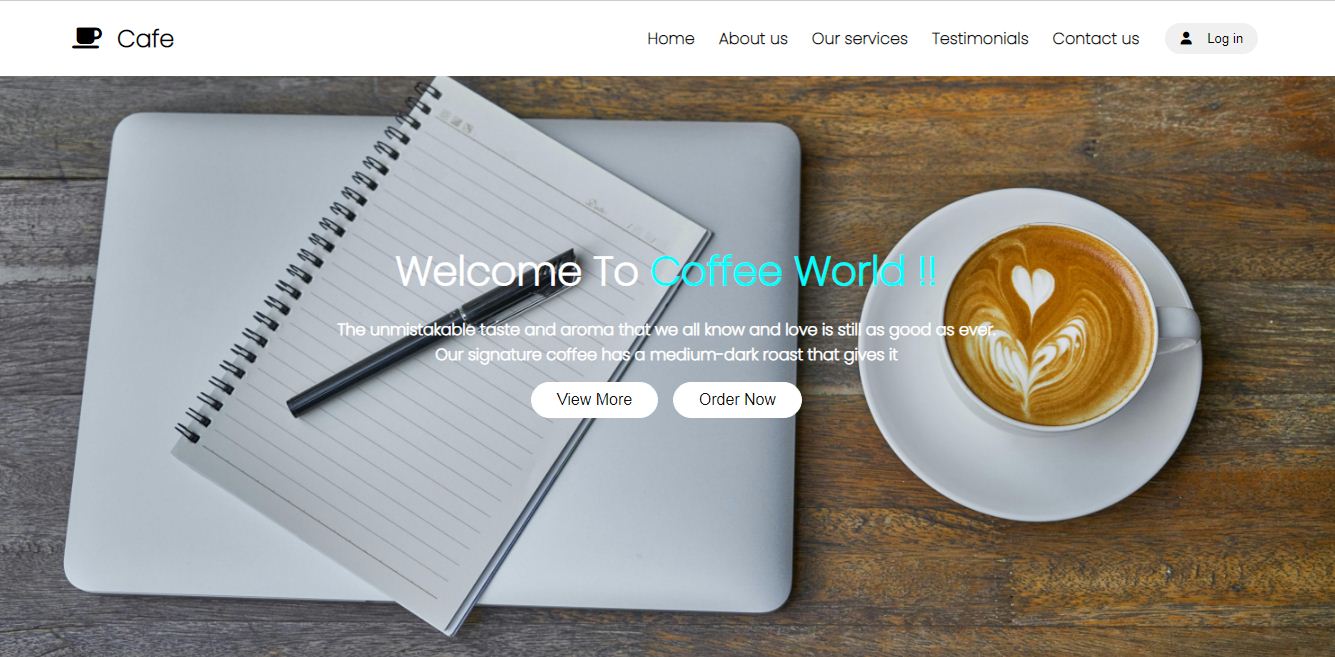 Cafe
Home About us Our services Testimonials Contact us Log in
Welcome To Coffee World !!
The unmistakable taste and aroma that we all know and love is still as good as ever.
Our signature coffee has a medium-dark roast that gives it
View More Order Now